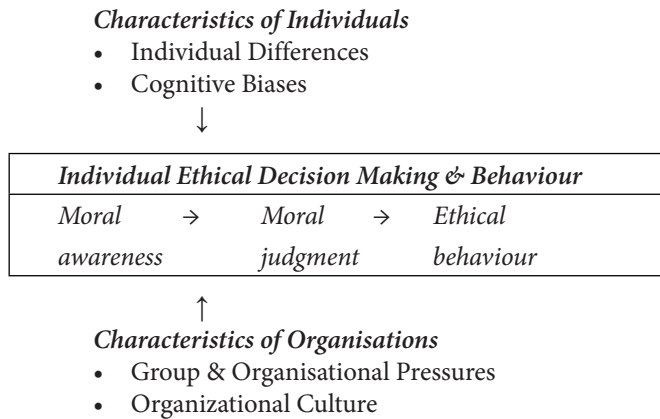 Characteristics of Individuals
• Individual Differences
• Cognitive Biases
↓
Individual Ethical Decision Making & Behaviour
Moral → Moral → Ethical
awareness judgment behaviour
↑
Characteristics of Organisations
• Group & Organisational Pressures
• Organizational Culture